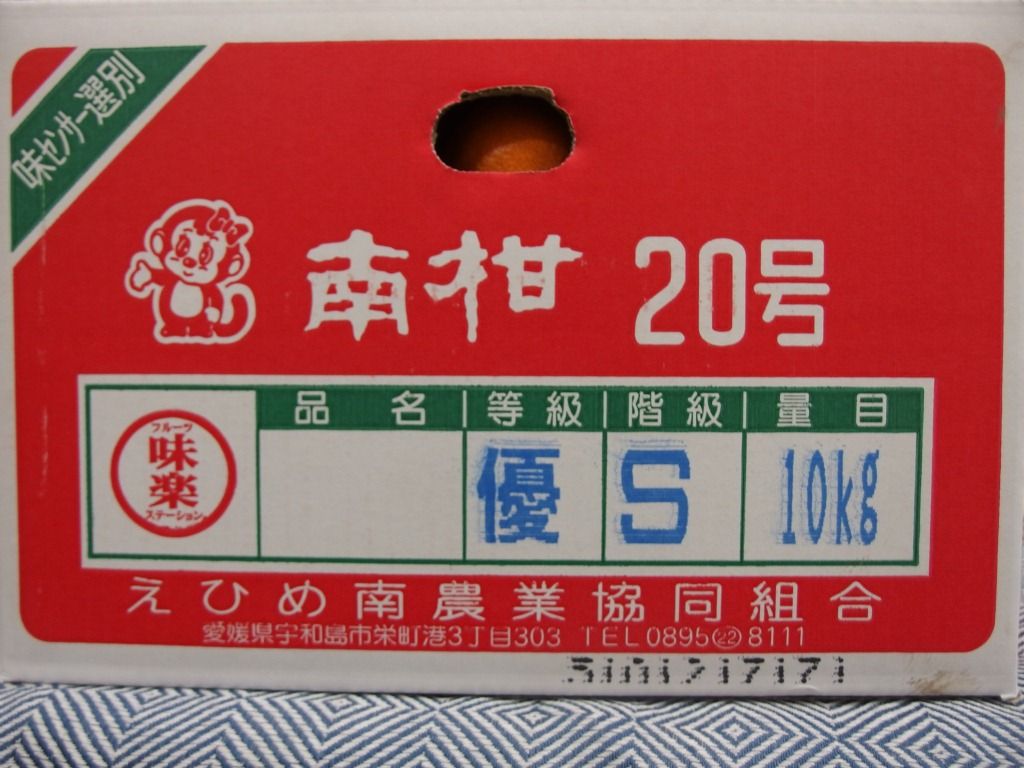 味センサー選別
南柑 20号
品名 等級 階級 量目
フルーツ
味楽
ステーション
優 S 10kg
えひめ南農業協同組合
愛媛県宇和島市栄町港3丁目303 TEL 0895㉒8111